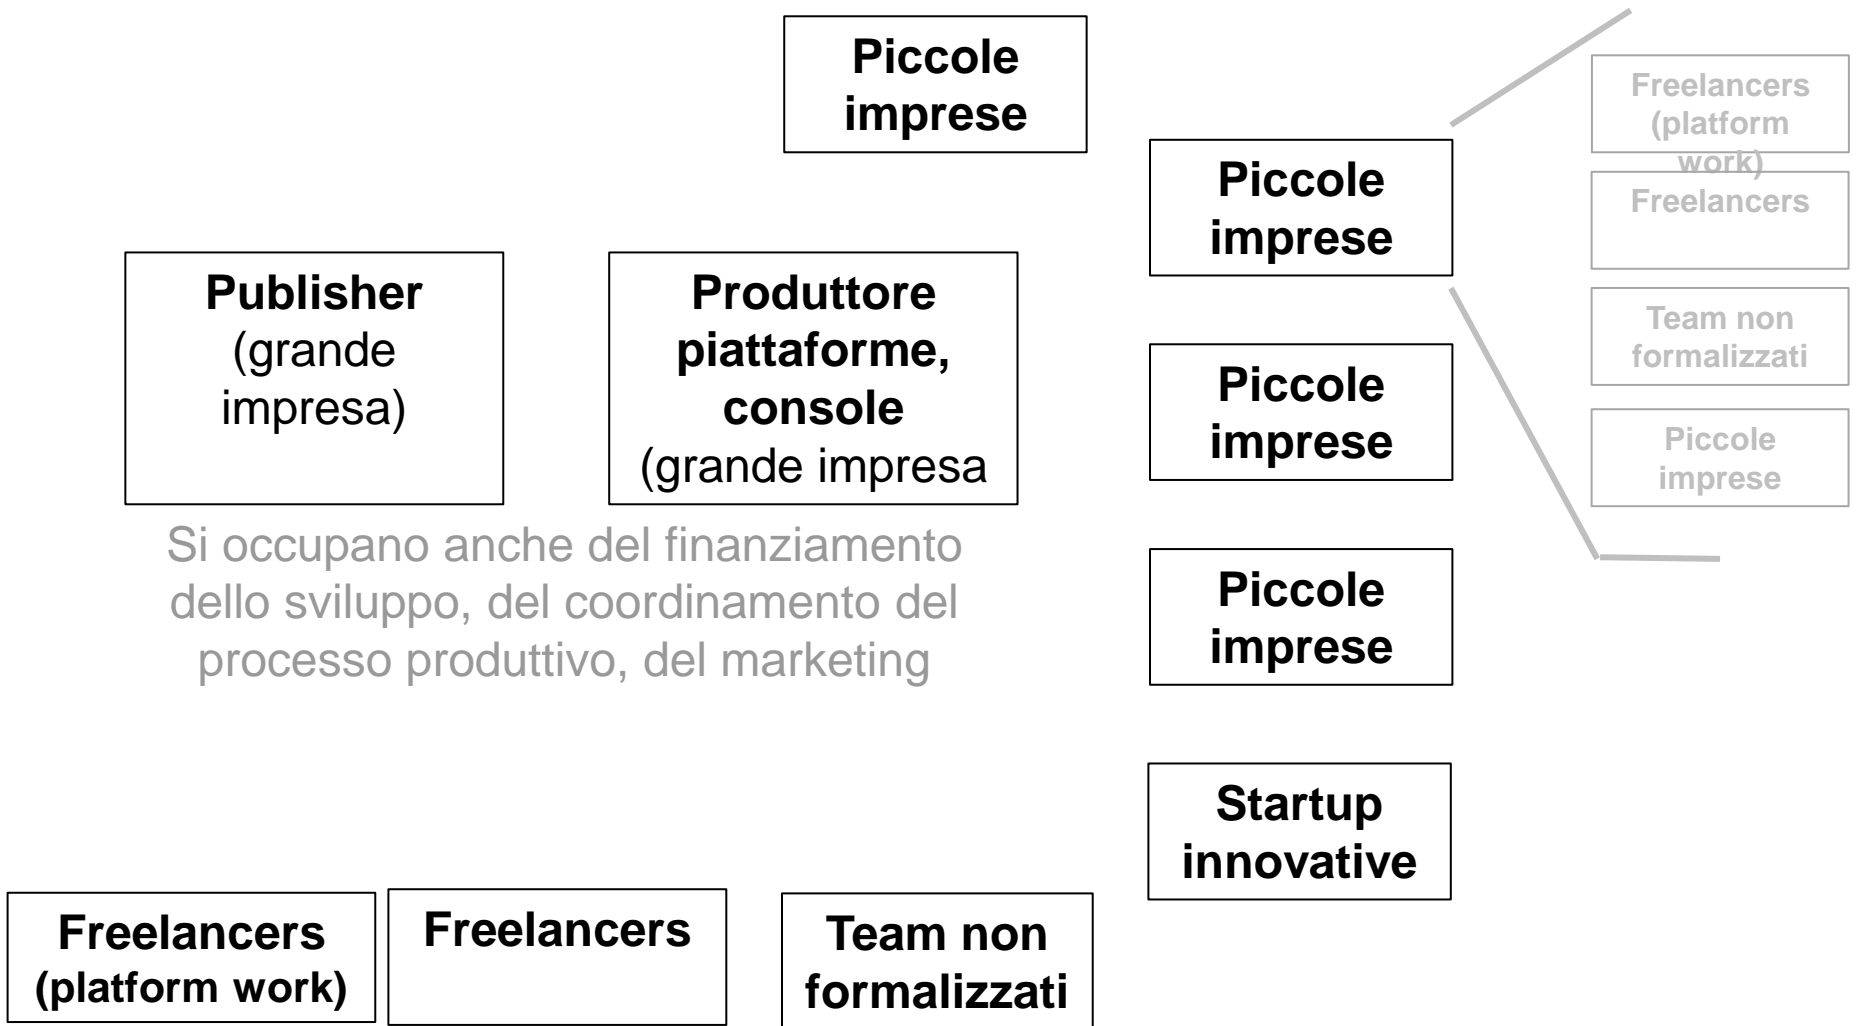 Piccole
imprese
Freelancers
(platform
work)
Piccole
imprese
Freelancers
Publisher
(grande
impresa)
Produttore
piattaforme,
console
(grande impresa
Team non
formalizzati
Piccole
imprese
Piccole
imprese
Si occupano anche del finanziamento
dello sviluppo, del coordinamento del
processo produttivo, del marketing
Piccole
imprese
Startup
innovative
Freelancers
(platform work)
Freelancers
Team non
formalizzati